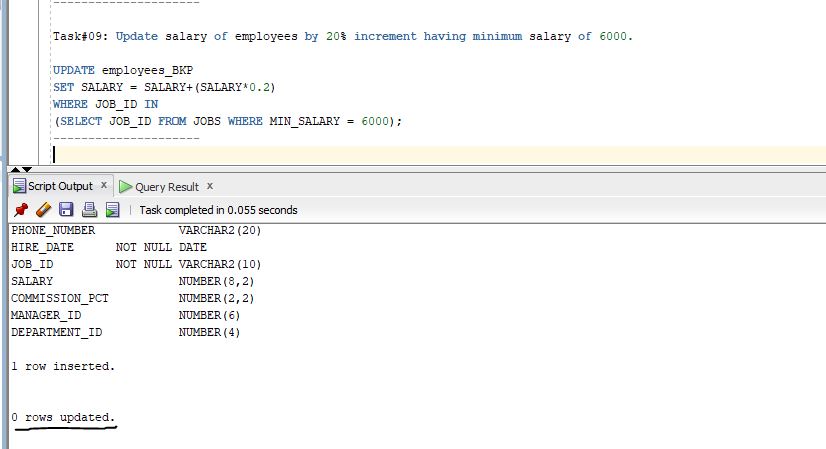 --------------------
Task#09: Update salary of employees by 20% increment having minimum salary of 6000.
UPDATE employees_BKP
SET SALARY = SALARY+(SALARY*0.2)
WHERE JOB_ID IN
(SELECT JOB_ID FROM JOBS WHERE MIN_SALARY = 6000);
--------------------
Script Output x Query Result x
Task completed in 0.055 seconds
PHONE_NUMBER VARCHAR2(20)
HIRE_DATE NOT NULL DATE
JOB_ID NOT NULL VARCHAR2(10)
SALARY NUMBER(8,2)
COMMISSION_PCT NUMBER(2,2)
MANAGER_ID NUMBER(6)
DEPARTMENT_ID NUMBER(4)
1 row inserted.
0 rows updated.